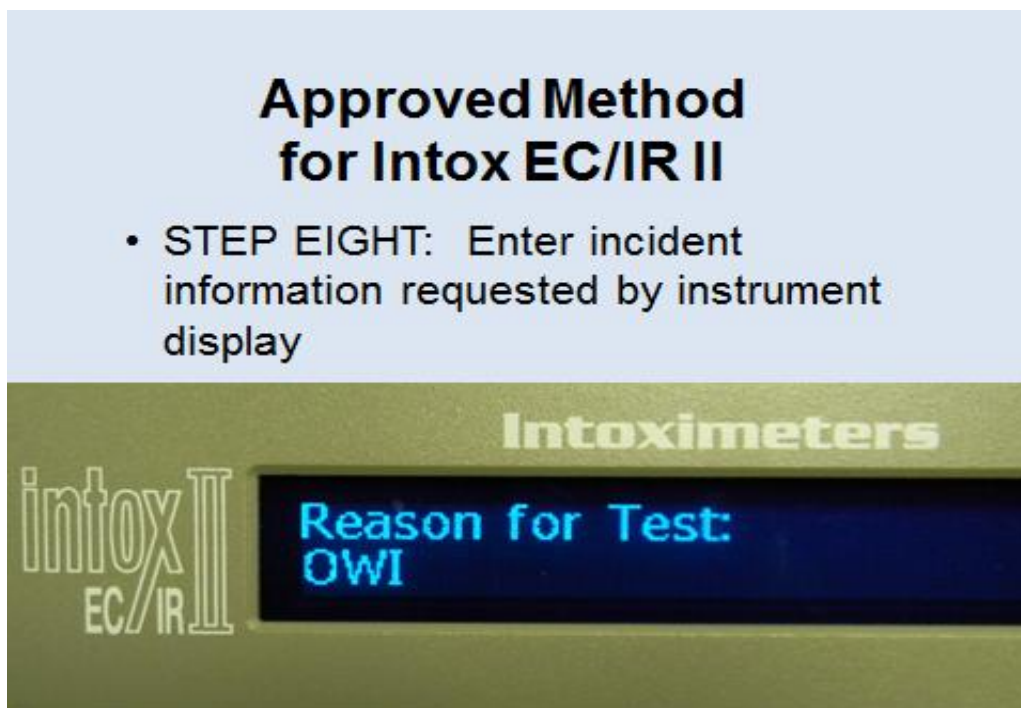 Approved Method
for Intox EC/IR II
• STEP EIGHT: Enter incident
information requested by instrument
display
Intoximeters
intox II
EC/IR
Reason for Test:
OWI